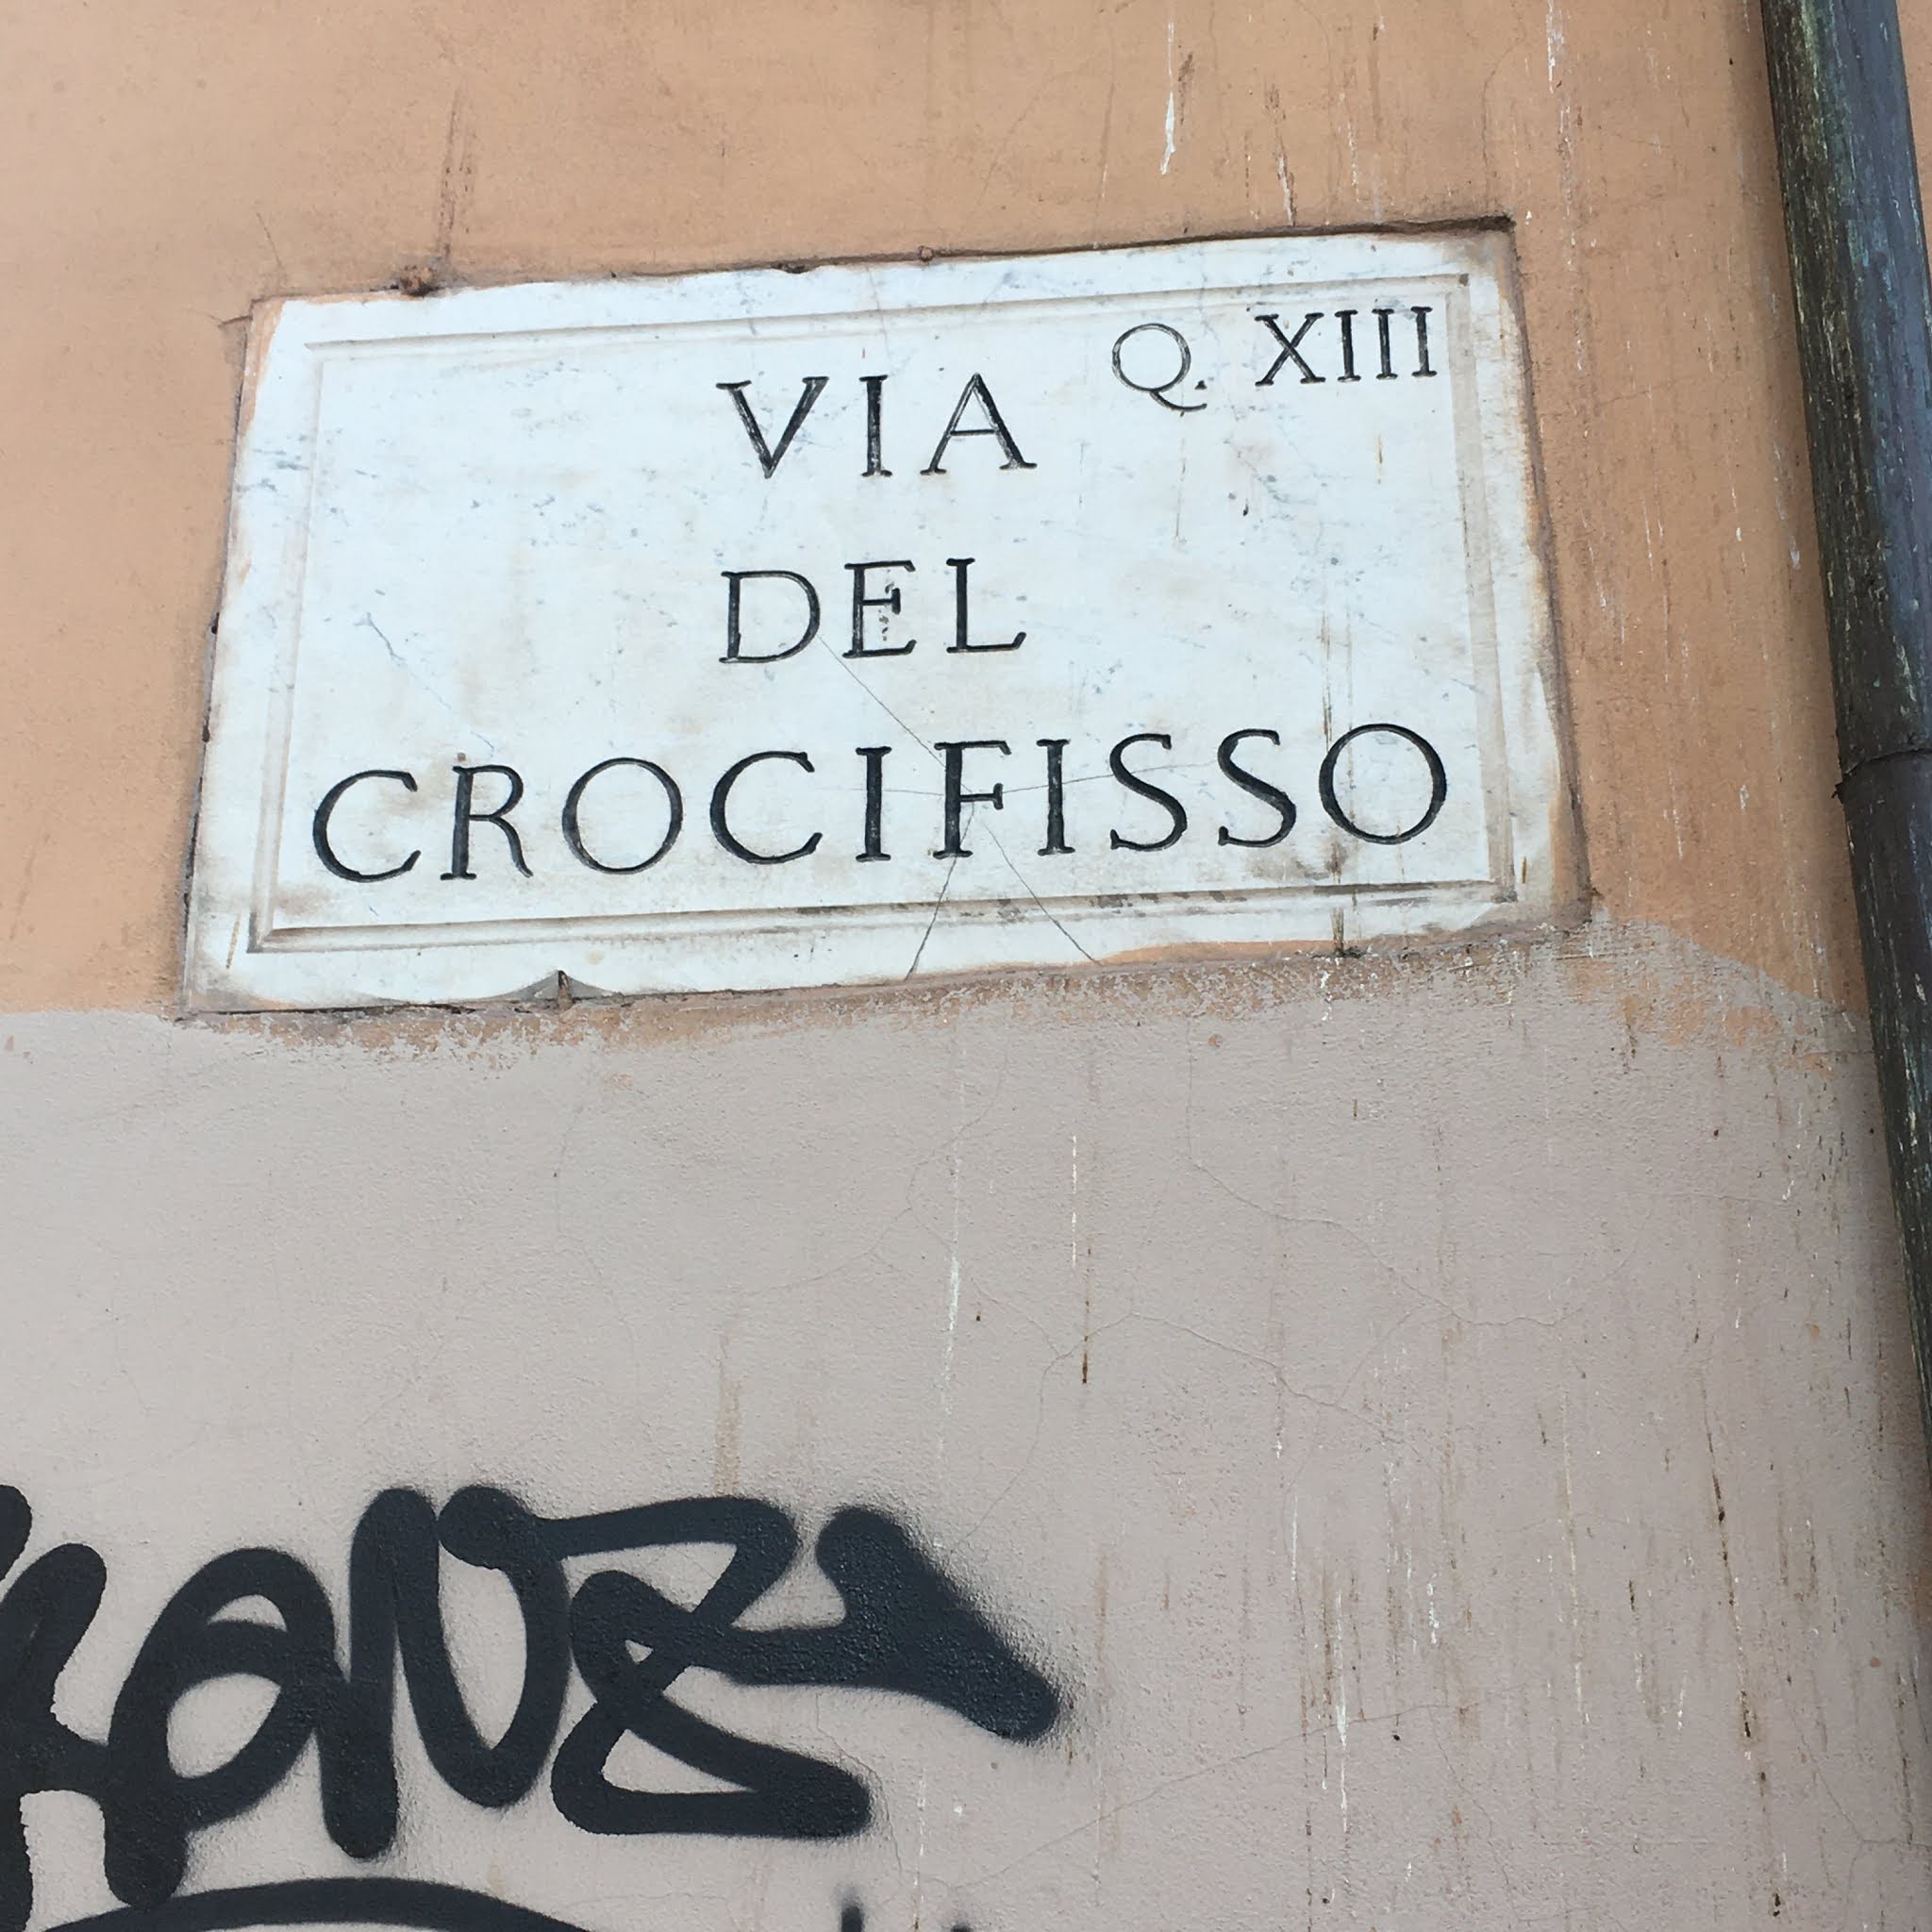 Q. XIII
VIA
DEL
CROCIFISSO